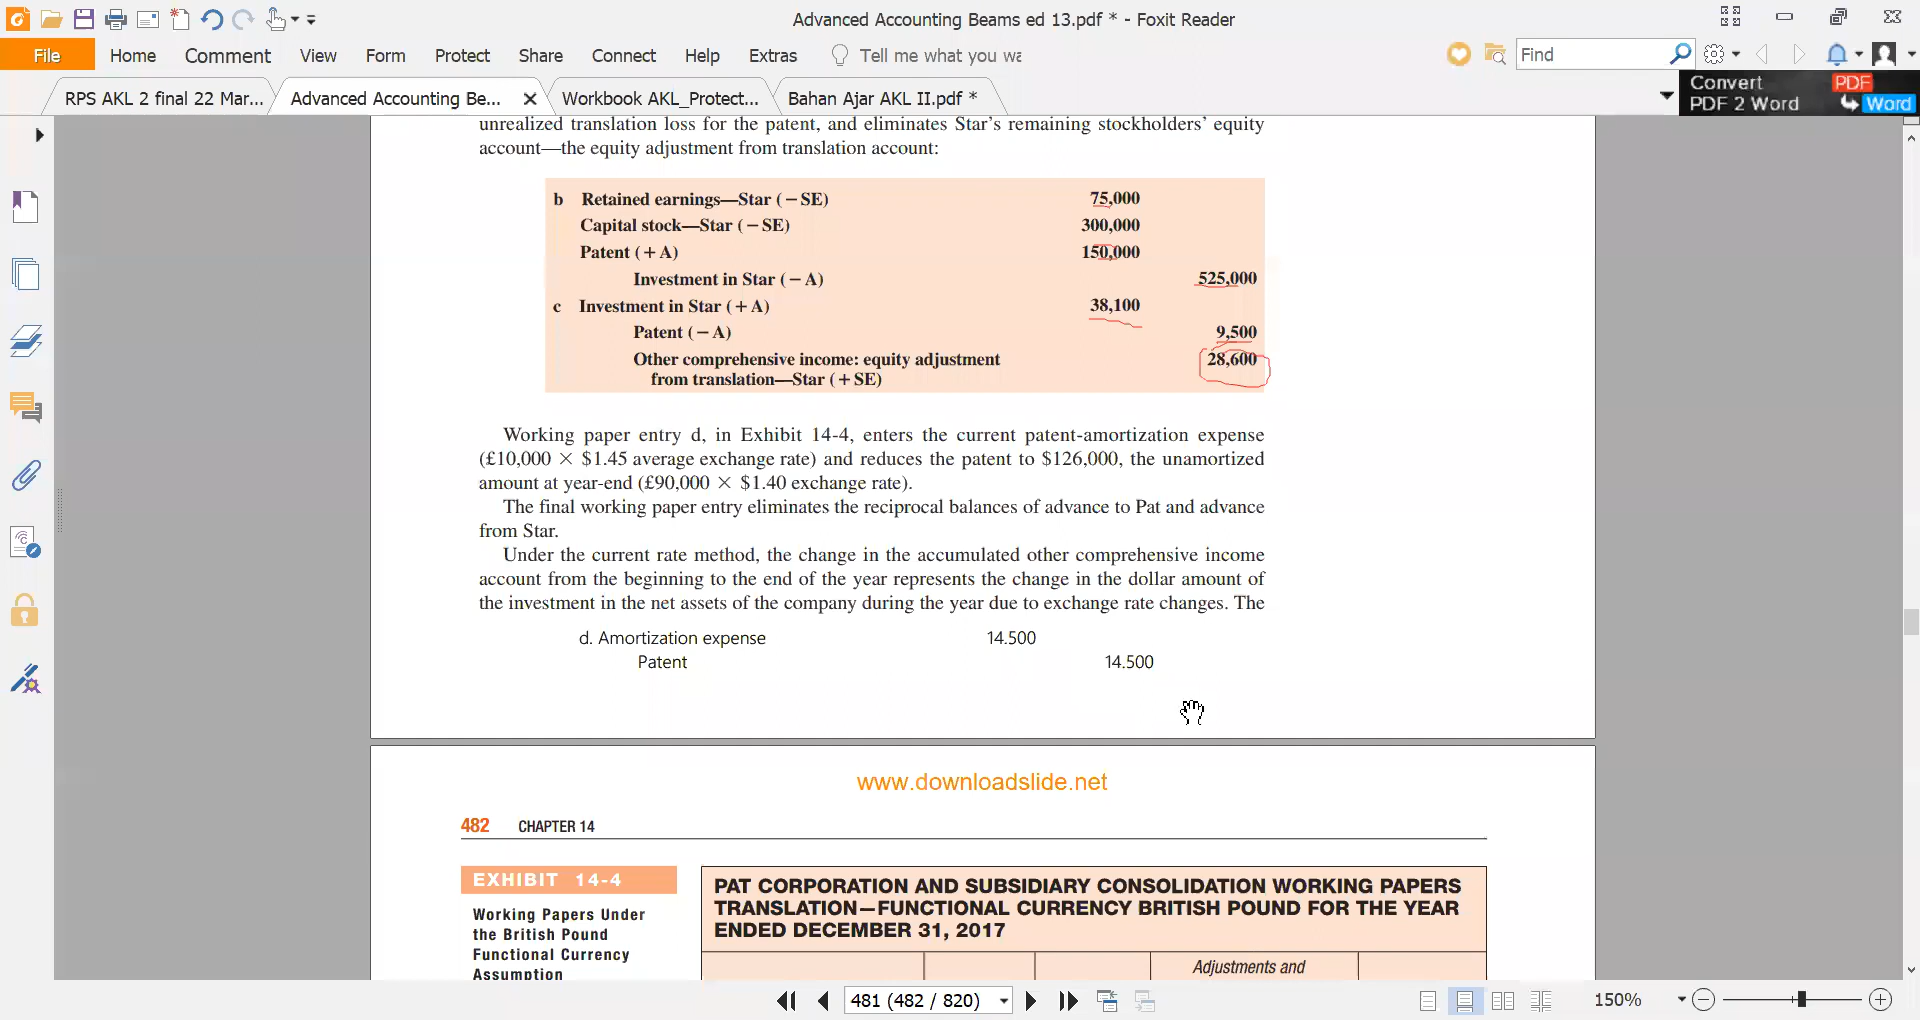 Advanced Accounting Beams ed 13.pdf * - Foxit Reader
File Home Comment View Form Protect Share Connect Help Extras Tell me what you wa
Find
RPS AKL 2 final 22 Mar... Advanced Accounting Be... Workbook AKL_Protect... Bahan Ajar AKL II.pdf *
Convert PDF
PDF 2 Word Word
unrealized translation loss for the patent, and eliminates Star's remaining stockholders' equity
account—the equity adjustment from translation account:
b Retained earnings—Star (−SE) 75,000
Capital stock—Star (−SE) 300,000
Patent (+A) 150,000
Investment in Star (−A) 525,000
c Investment in Star (+A) 38,100
Patent (−A) 9,500
Other comprehensive income: equity adjustment 28,600
from translation—Star (+SE)
Working paper entry d, in Exhibit 14-4, enters the current patent-amortization expense
(£10,000 × $1.45 average exchange rate) and reduces the patent to $126,000, the unamortized
amount at year-end (£90,000 × $1.40 exchange rate).
The final working paper entry eliminates the reciprocal balances of advance to Pat and advance
from Star.
Under the current rate method, the change in the accumulated other comprehensive income
account from the beginning to the end of the year represents the change in the dollar amount of
the investment in the net assets of the company during the year due to exchange rate changes. The
d. Amortization expense 14.500
Patent 14.500
www.downloadslide.net
482 CHAPTER 14
EXHIBIT 14-4
Working Papers Under
the British Pound
Functional Currency
Assumption
PAT CORPORATION AND SUBSIDIARY CONSOLIDATION WORKING PAPERS
TRANSLATION—FUNCTIONAL CURRENCY BRITISH POUND FOR THE YEAR
ENDED DECEMBER 31, 2017
Adjustments and
481 (482 / 820)
150%